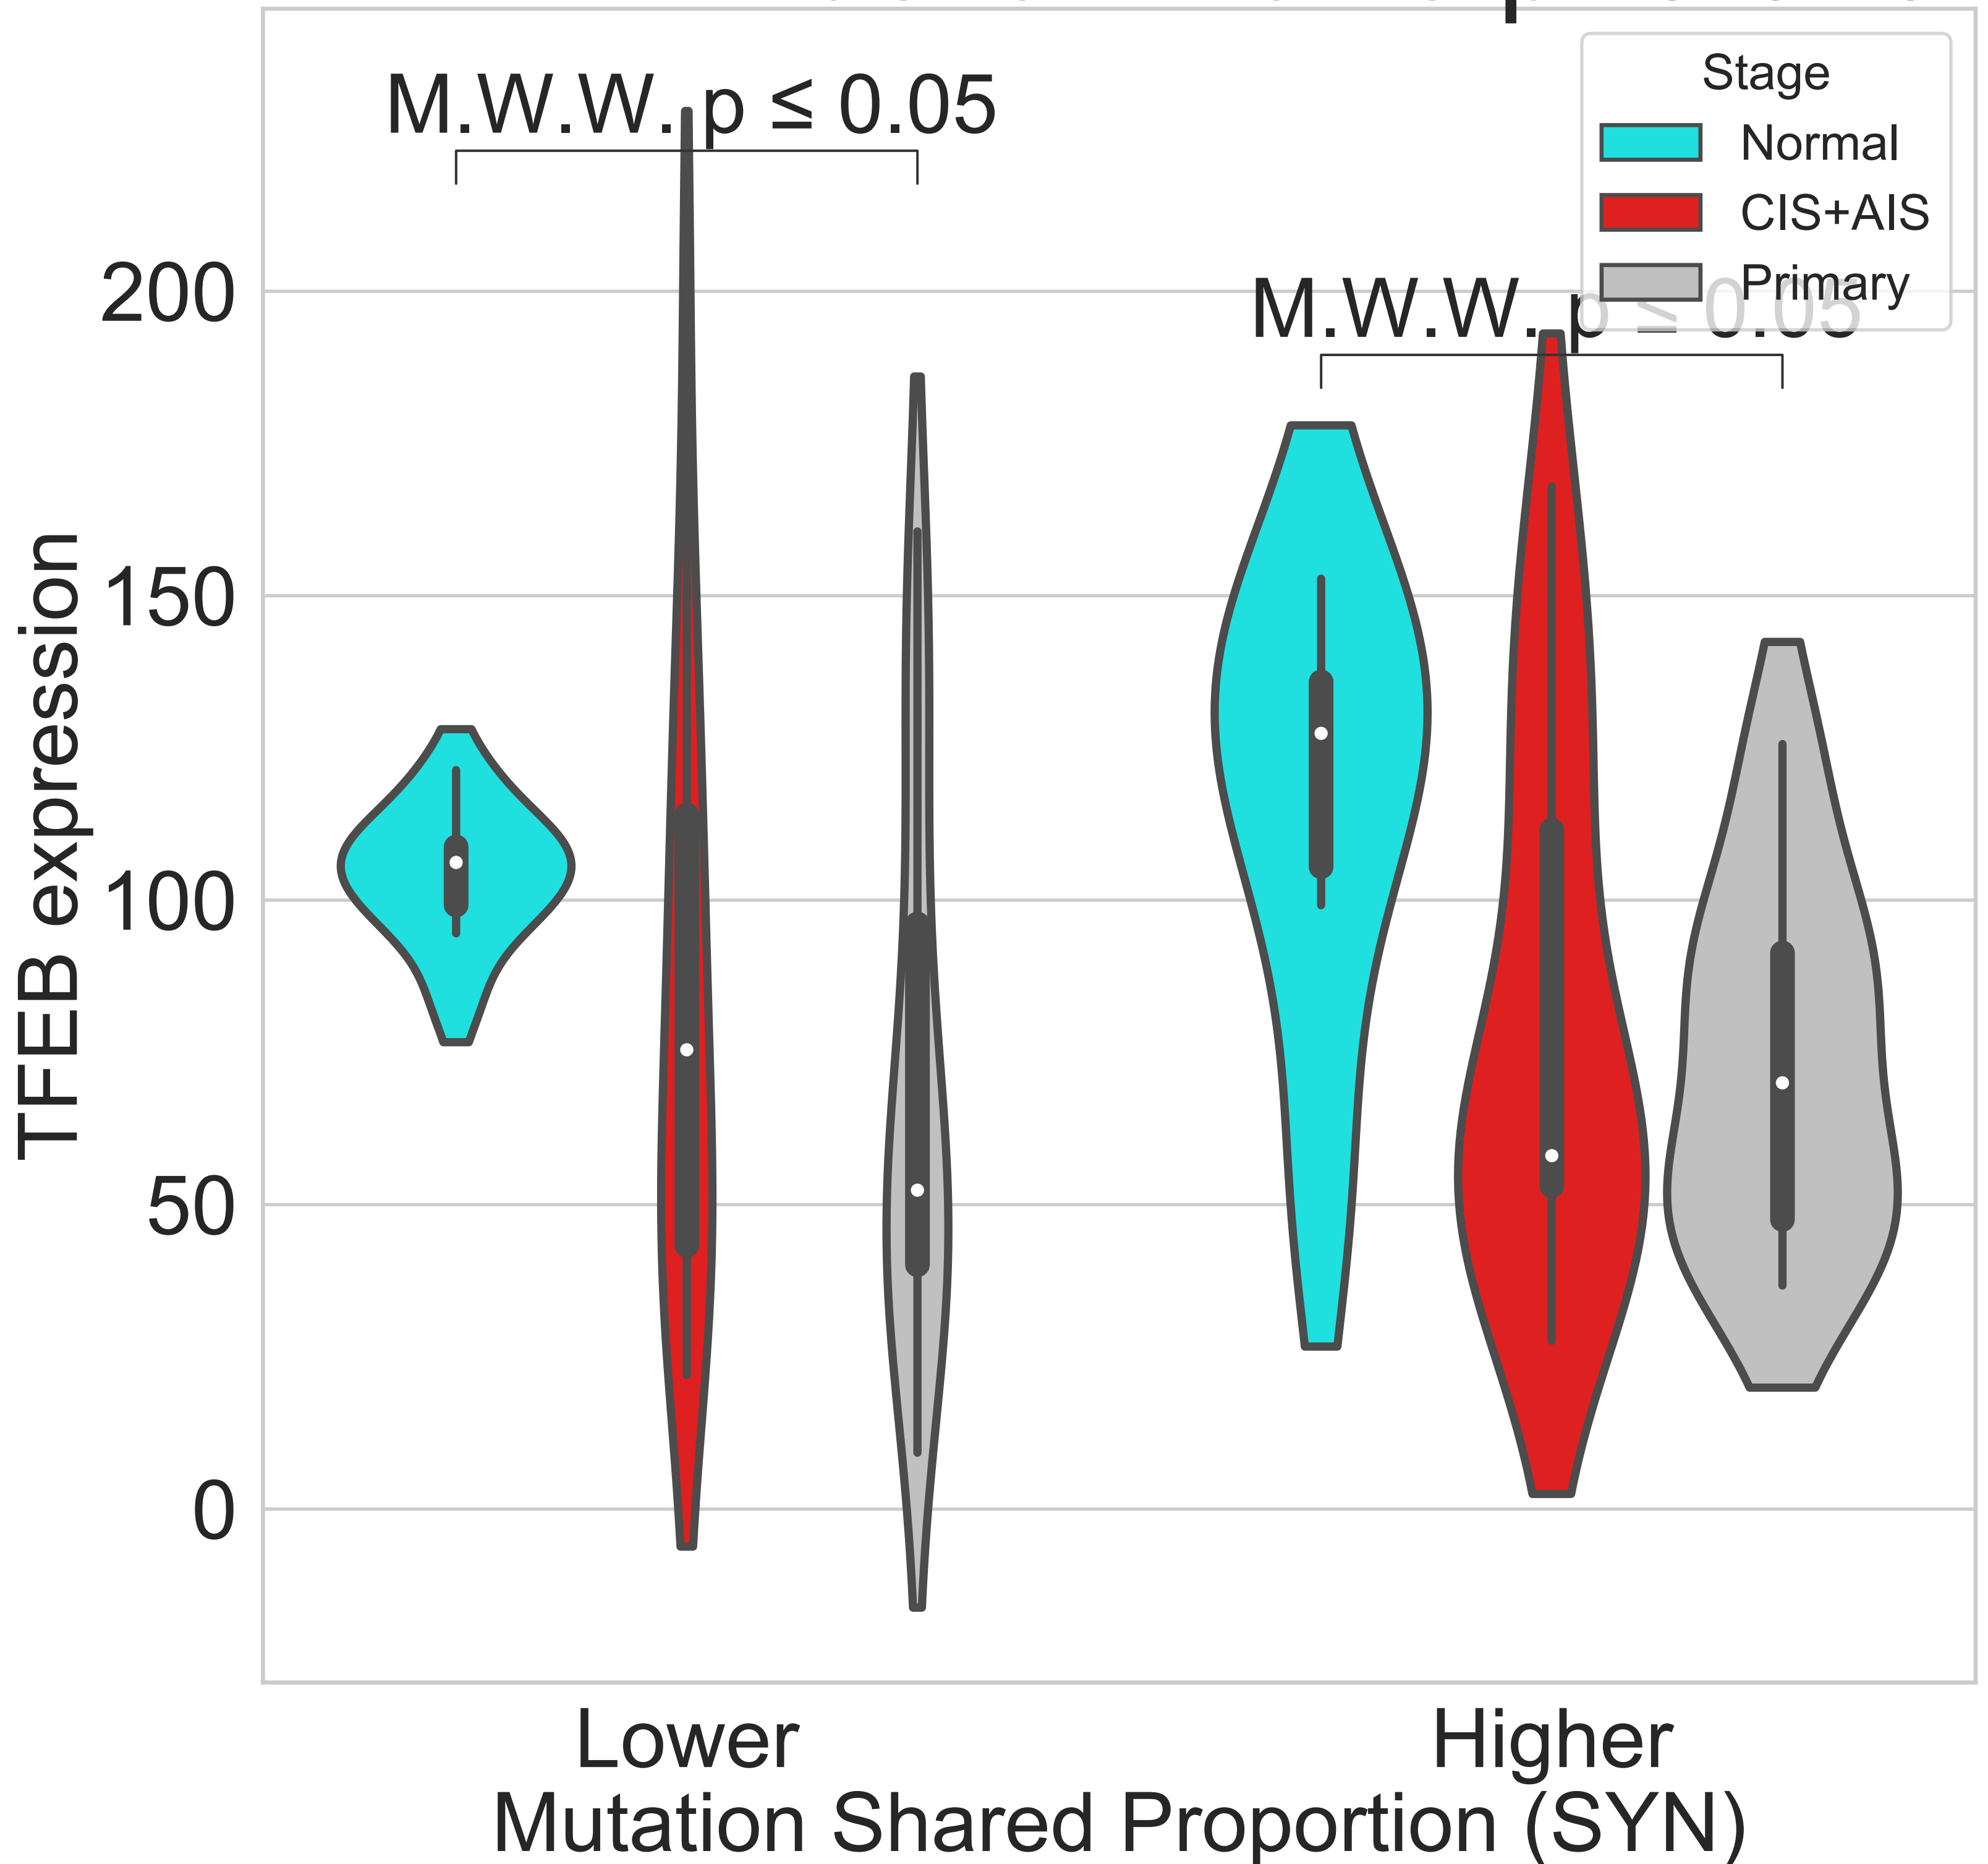 M.W.W. p ≤ 0.05
Stage
Normal
CIS+AIS
Primary
M.W.W. p ≤ 0.05
200
150
100
50
0
TFEB expression
Lower
Higher
Mutation Shared Proportion (SYN)